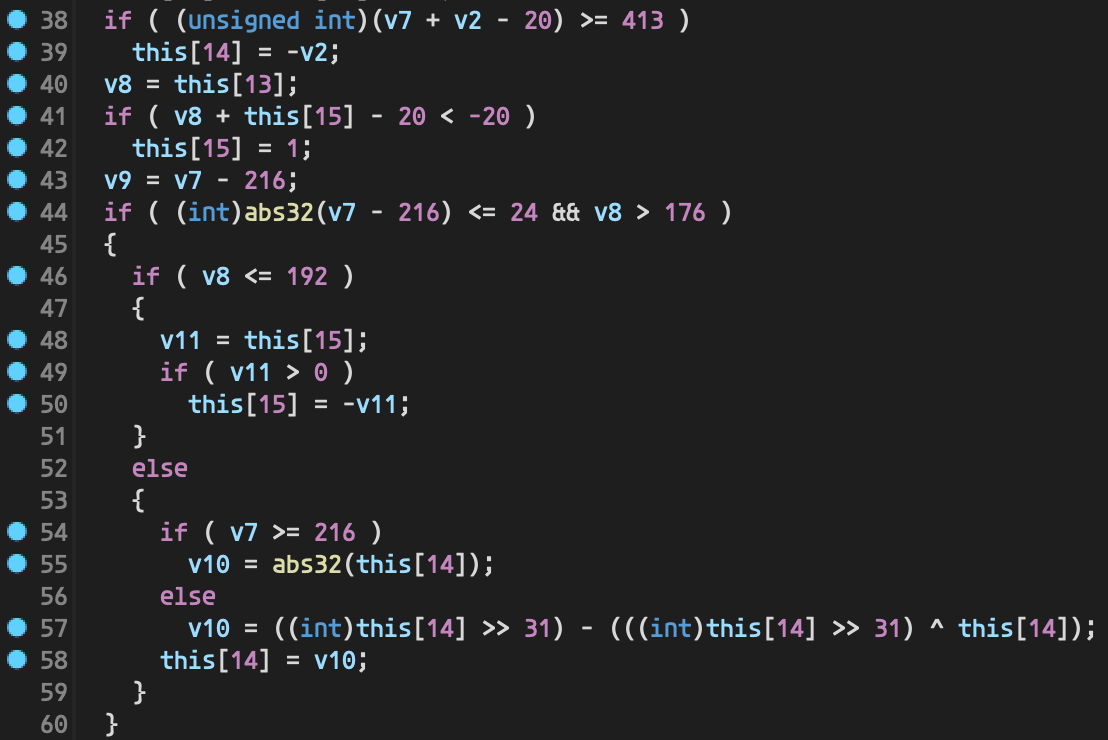 38 if ( (unsigned int)(v7 + v2 - 20) >= 413 )
39 this[14] = -v2;
40 v8 = this[13];
41 if ( v8 + this[15] - 20 < -20 )
42 this[15] = 1;
43 v9 = v7 - 216;
44 if ( (int)abs32(v7 - 216) <= 24 && v8 > 176 )
45 {
46 if ( v8 <= 192 )
47 {
48 v11 = this[15];
49 if ( v11 > 0 )
50 this[15] = -v11;
51 }
52 else
53 {
54 if ( v7 >= 216 )
55 v10 = abs32(this[14]);
56 else
57 v10 = ((int)this[14] >> 31) - (((int)this[14] >> 31) ^ this[14]);
58 this[14] = v10;
59 }
60 }